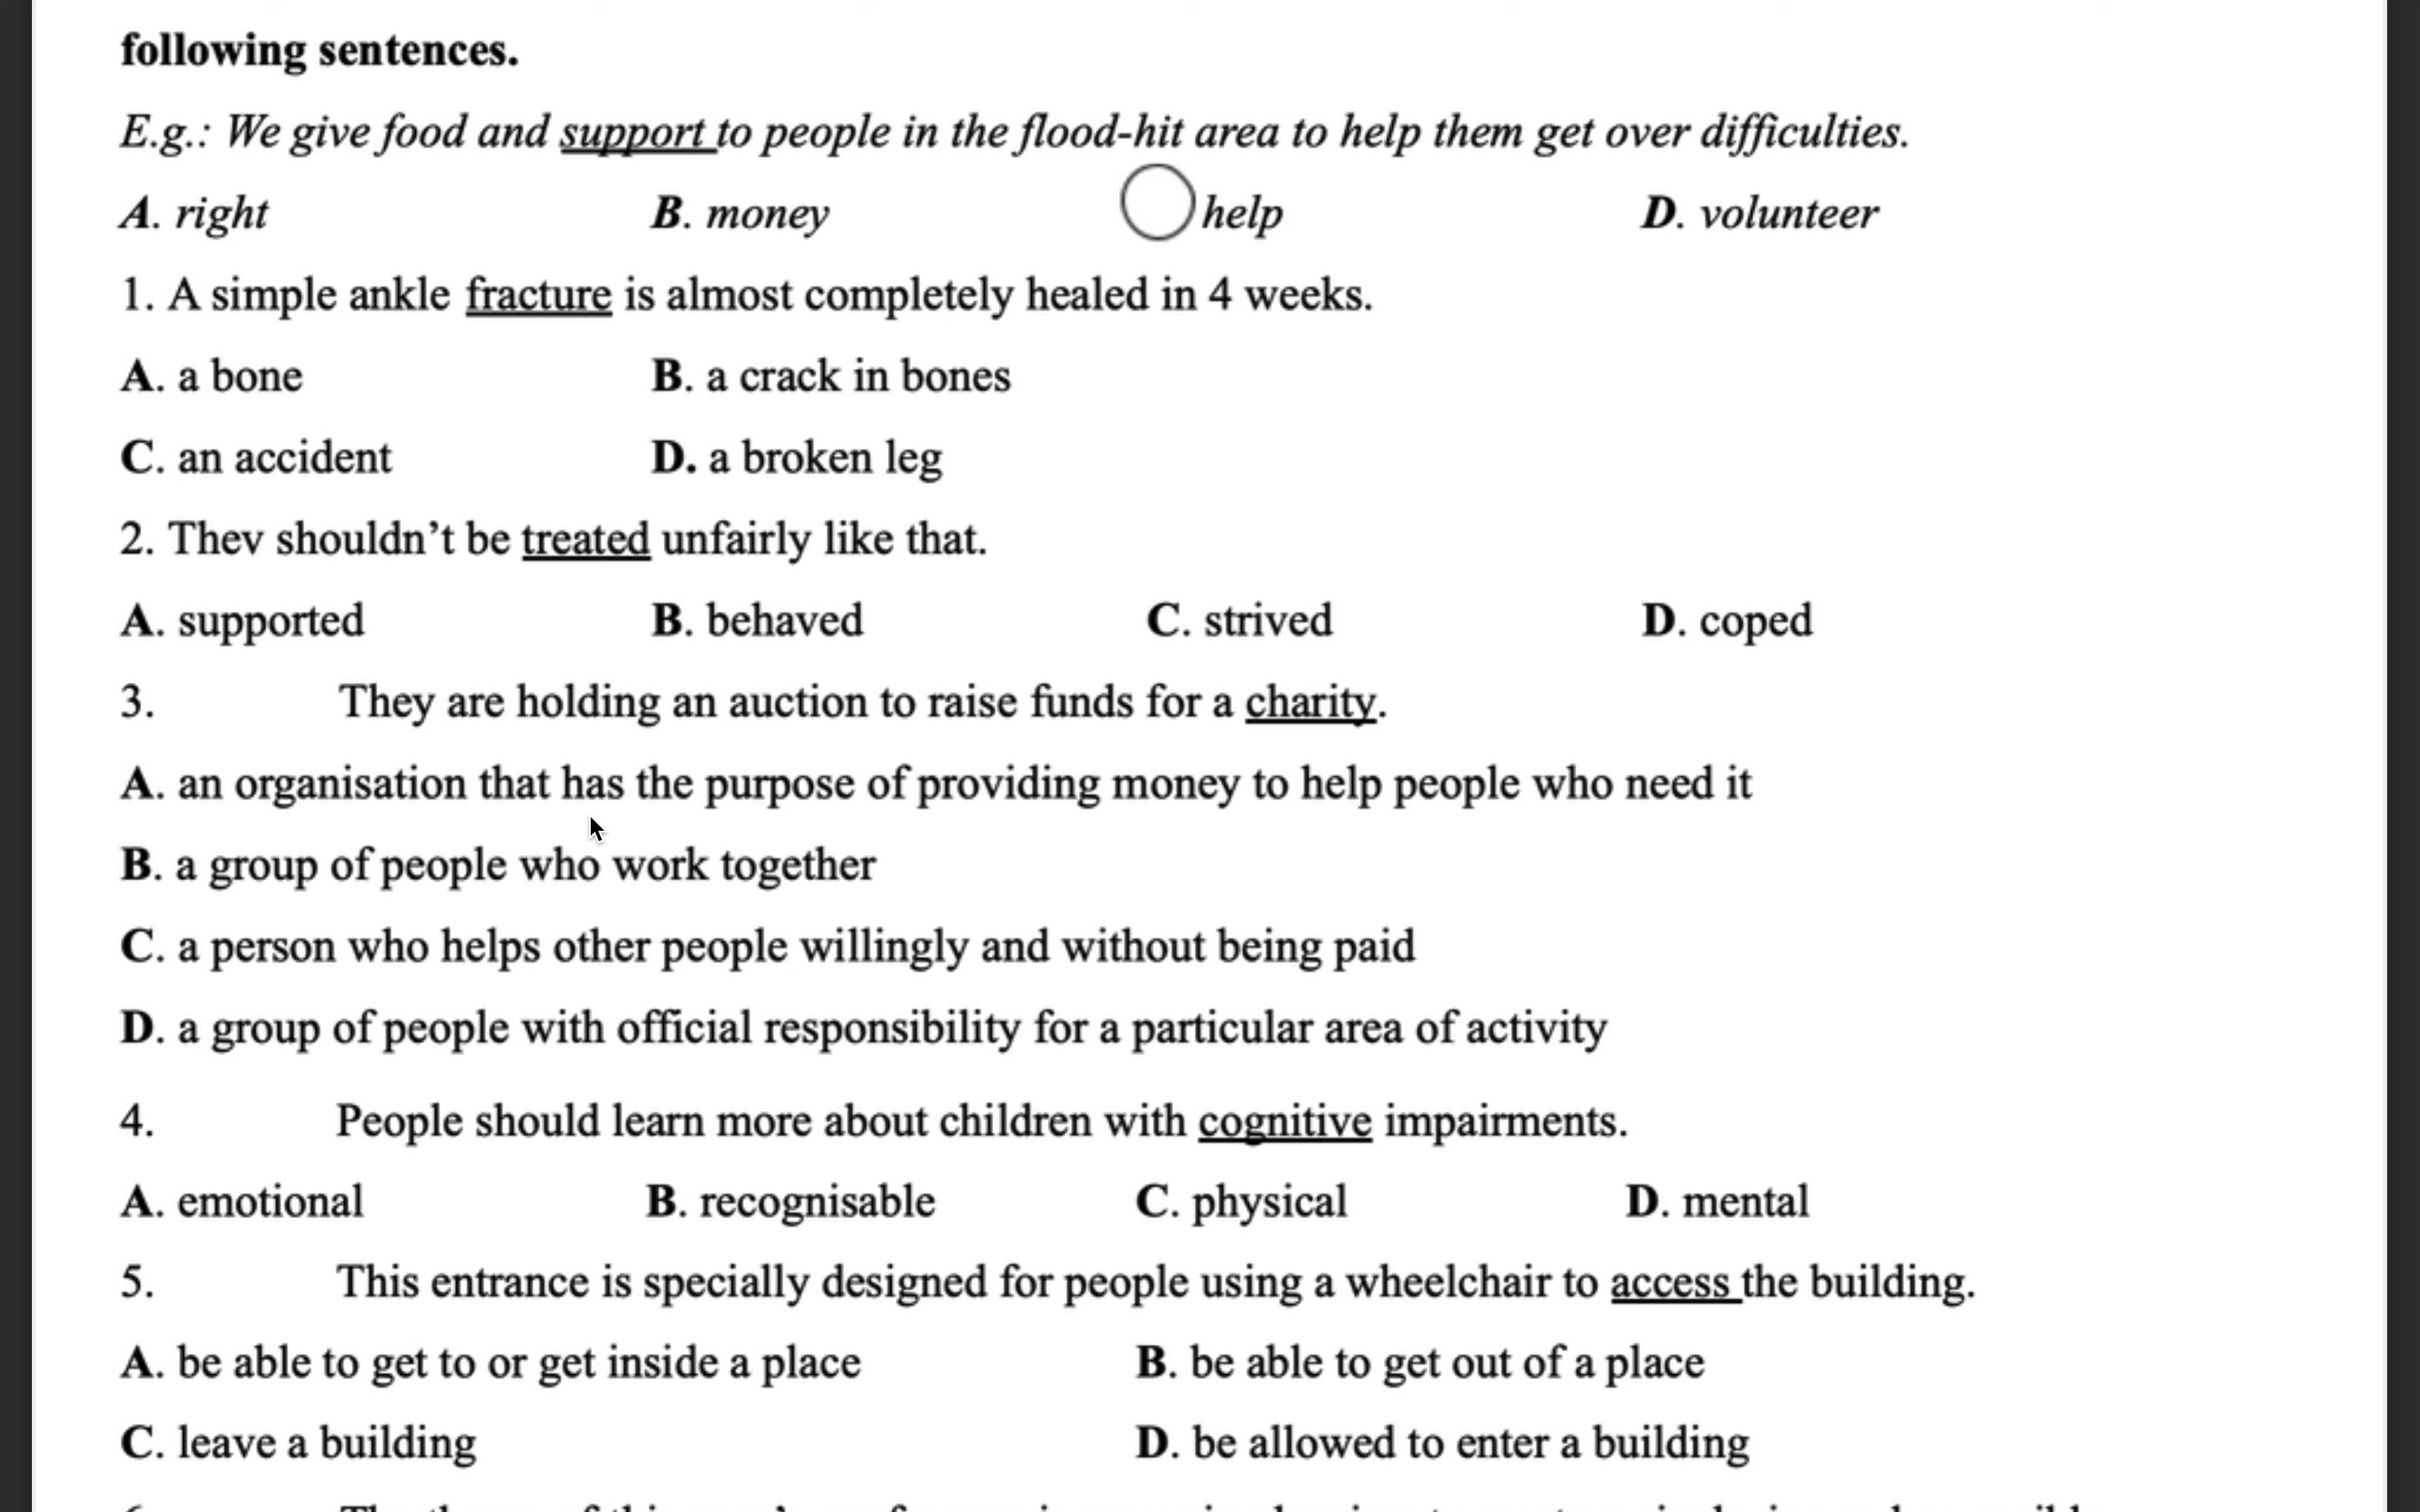 following sentences.
E.g.: We give food and support to people in the flood-hit area to help them get over difficulties.
A. right B. money help D. volunteer
1. A simple ankle fracture is almost completely healed in 4 weeks.
A. a bone B. a crack in bones
C. an accident D. a broken leg
2. Thev shouldn’t be treated unfairly like that.
A. supported B. behaved C. strived D. coped
3. They are holding an auction to raise funds for a charity.
A. an organisation that has the purpose of providing money to help people who need it
B. a group of people who work together
C. a person who helps other people willingly and without being paid
D. a group of people with official responsibility for a particular area of activity
4. People should learn more about children with cognitive impairments.
A. emotional B. recognisable C. physical D. mental
5. This entrance is specially designed for people using a wheelchair to access the building.
A. be able to get to or get inside a place B. be able to get out of a place
C. leave a building D. be allowed to enter a building